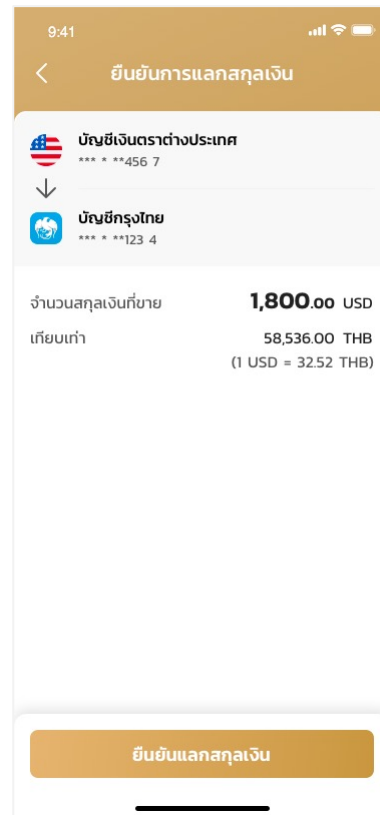 9:41
ยืนยันการแลกสกุลเงิน
บัญชีเงินตราต่างประเทศ
*** * **456 7
บัญชีกรุงไทย
*** * **123 4
จำนวนสกุลเงินที่ขาย 1,800.00 USD
เทียบเท่า 58,536.00 THB
(1 USD = 32.52 THB)
ยืนยันแลกสกุลเงิน